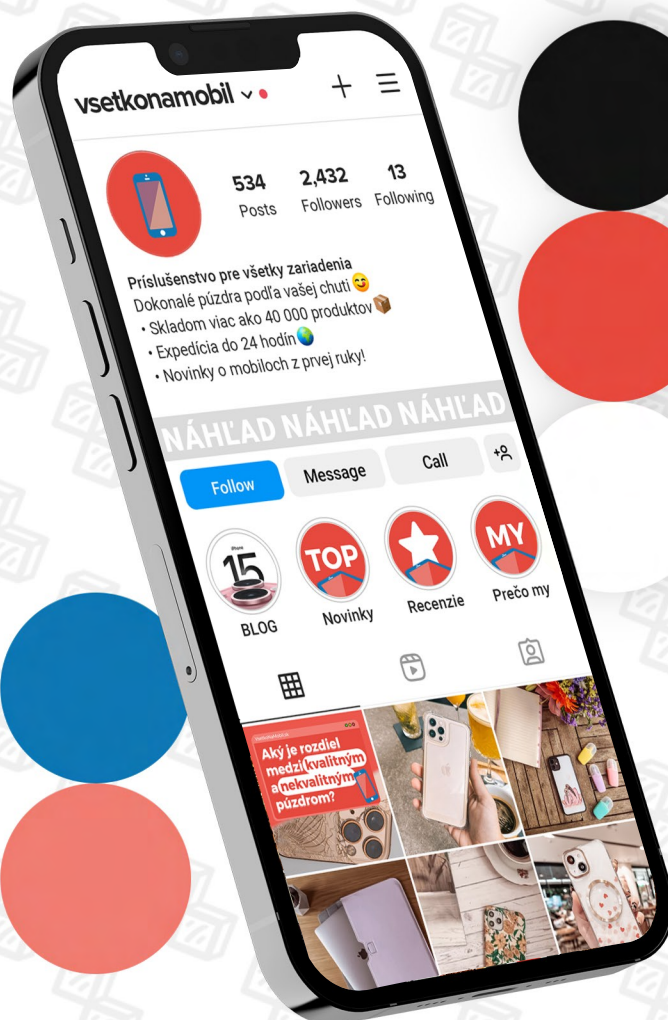 vsetkonamobil
534
2,432
13
Posts
Followers
Following
Príslušenstvo pre všetky zariadenia
Dokonalé púzdra podľa vašej chuti 😋
• Skladom viac ako 40 000 produktov 📦
• Expedícia do 24 hodín 🌍
• Novinky o mobiloch z prvej ruky!
NÁHĽAD NÁHĽAD NÁHĽAD
Follow
Message
Call
iPhone
15
TOP
MY
BLOG
Novinky
Recenzie
Prečo my
Aký je rozdiel
medzi kvalitným
a nekvalitným
púzdrom?